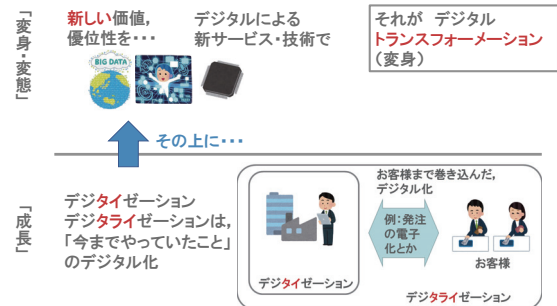 「変身・変態」
新しい価値，
優位性を・・・
デジタルによる
新サービス・技術で
それが デジタル
トランスフォーメーション
（変身）
BIG DATA
その上に・・・
「成長」
デジタイゼーション
デジタライゼーションは，
「今までやっていたこと」
のデジタル化
デジタイゼーション
お客様まで巻き込んだ，
デジタル化
例：発注
の電子
化とか
お客様
デジタライゼーション